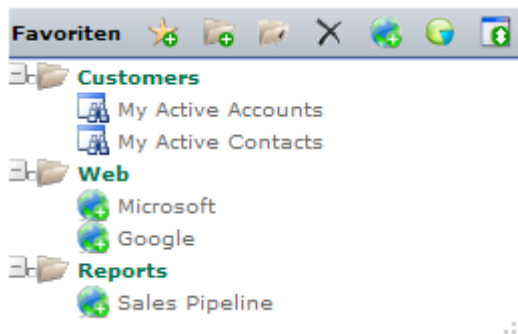 Favoriten
Customers
My Active Accounts
My Active Contacts
Web
Microsoft
Google
Reports
Sales Pipeline